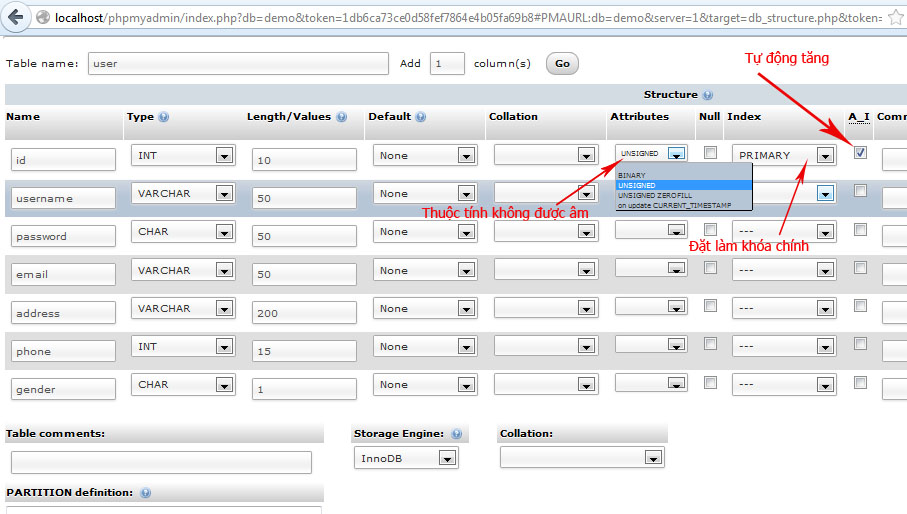 localhost/phpmyadmin/index.php?db=demo&token=1db6ca73ce0d58fef7864e4b05fa69b8#PMAURL:db=demo&server=1&target=db_structure.php&token=
Table name: user Add 1 column(s) Go
Tự động tăng
Structure
Name Type Length/Values Default Collation Attributes Null Index A_I Comm
id INT 10 None UNSIGNED PRIMARY
BINARY
UNSIGNED
UNSIGNED ZEROFILL
on update CURRENT_TIMESTAMP
username VARCHAR 50 None
Thuộc tính không được âm
password CHAR 50 None ---
Đặt làm khóa chính
email VARCHAR 50 None ---
address VARCHAR 200 None ---
phone INT 15 None ---
gender CHAR 1 None ---
Table comments: Storage Engine: Collation:
InnoDB
PARTITION definition: